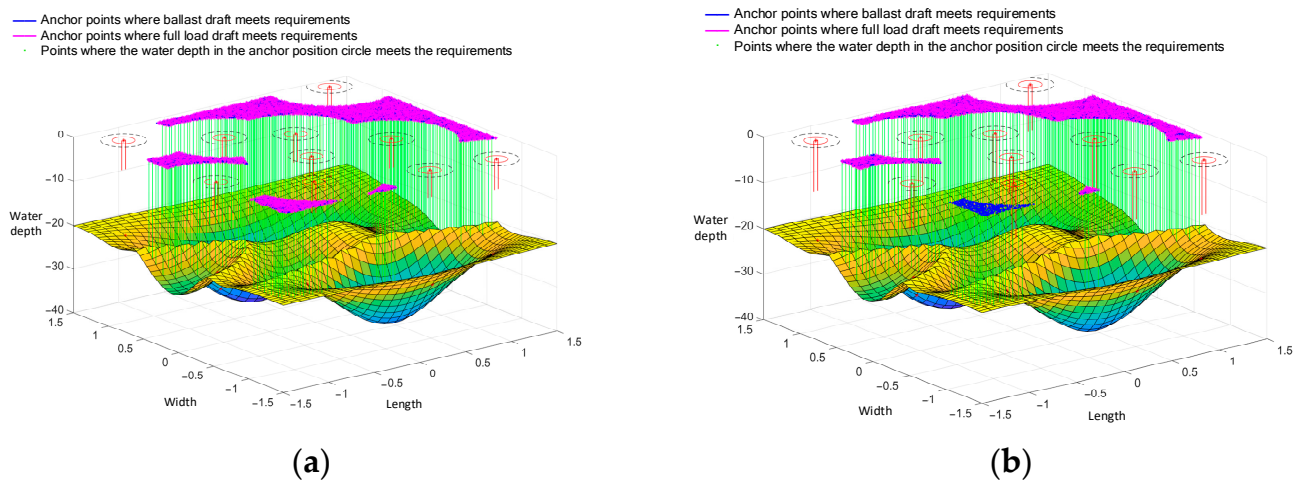 Anchor points where ballast draft meets requirements
Anchor points where full load draft meets requirements
Points where the water depth in the anchor position circle meets the requirements
0
−10
−20
−30
−40
Water
depth
1.5
1
0.5
0
−0.5
−1
−1.5
Width
−1.5
−1
−0.5
0
0.5
1
1.5
Length
(a)
Anchor points where ballast draft meets requirements
Anchor points where full load draft meets requirements
Points where the water depth in the anchor position circle meets the requirements
0
−10
−20
−30
−40
Water
depth
1.5
1
0.5
0
−0.5
−1
−1.5
Width
−1.5
−1
−0.5
0
0.5
1
1.5
Length
(b)